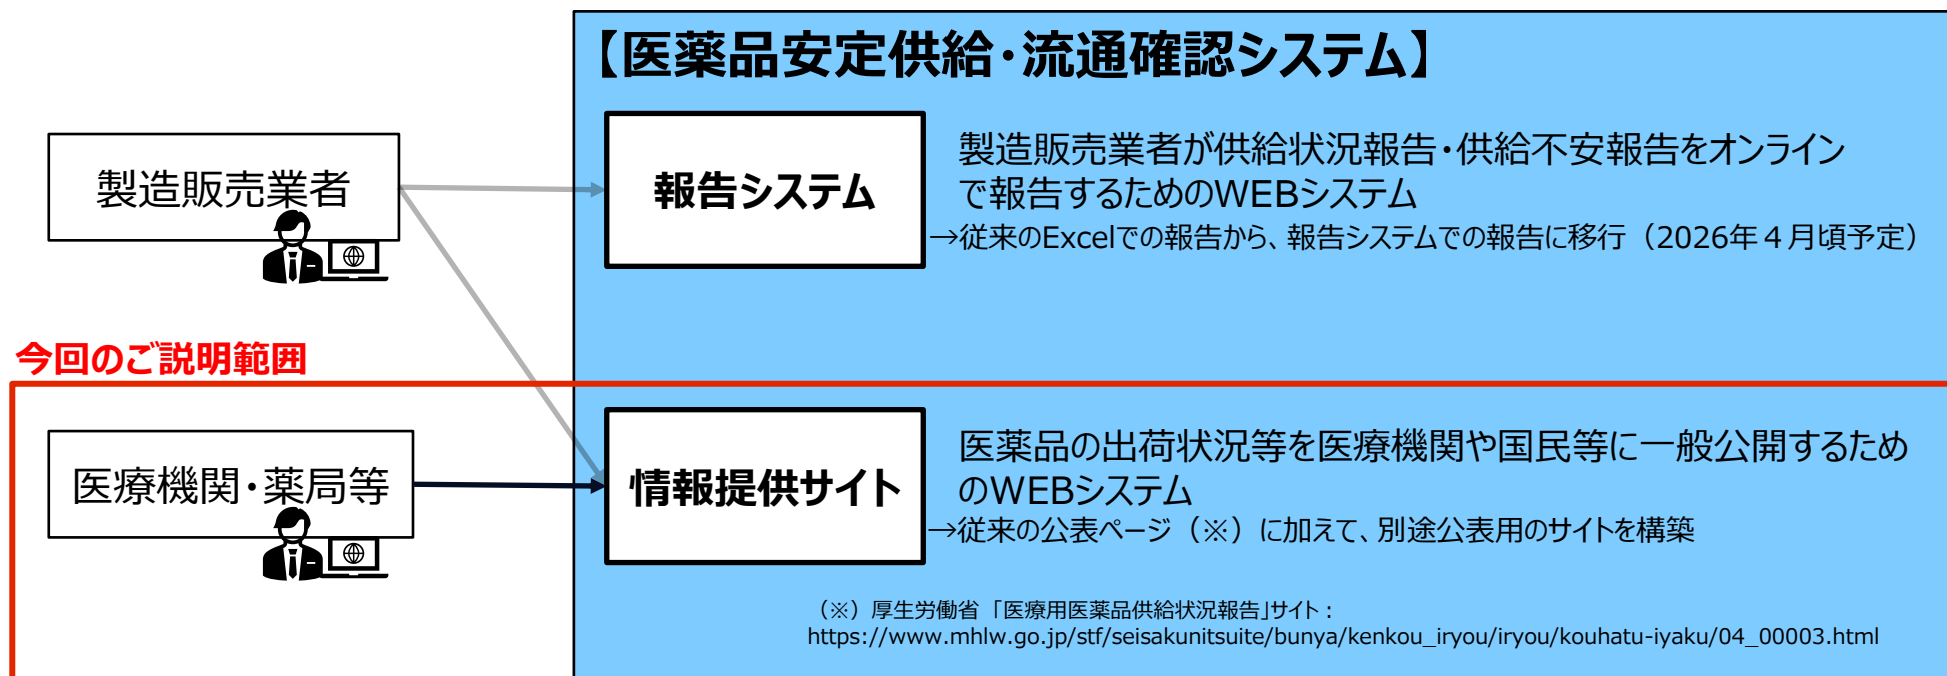 【医薬品安定供給・流通確認システム】
製造販売業者
報告システム
製造販売業者が供給状況報告・供給不安報告をオンライン
で報告するためのWEBシステム
→従来のExcelでの報告から、報告システムでの報告に移行（2026年４月頃予定）
今回のご説明範囲
医療機関・薬局等
情報提供サイト
医薬品の出荷状況等を医療機関や国民等に一般公開するため
のWEBシステム
→従来の公表ページ（※）に加えて、別途公表用のサイトを構築
（※）厚生労働省「医療用医薬品供給状況報告」サイト：
https://www.mhlw.go.jp/stf/seisakunitsuite/bunya/kenkou_iryou/iryou/kouhatu-iyaku/04_00003.html